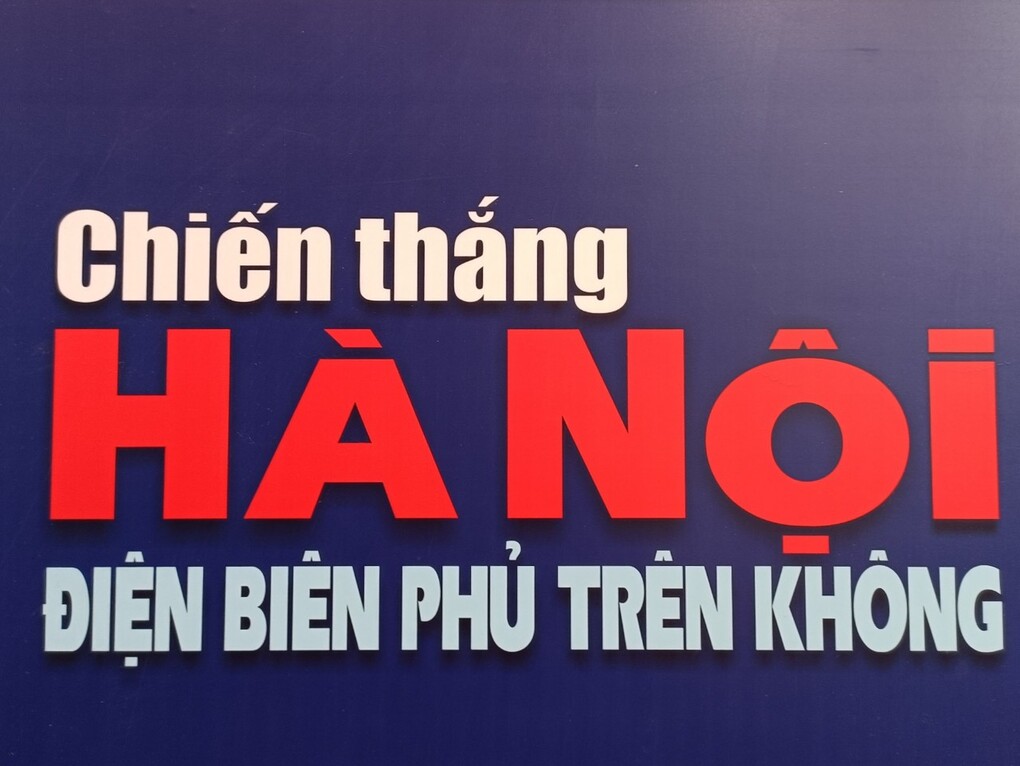 Chiến thắng
HÀ NỘI
ĐIỆN BIÊN PHỦ TRÊN KHÔNG